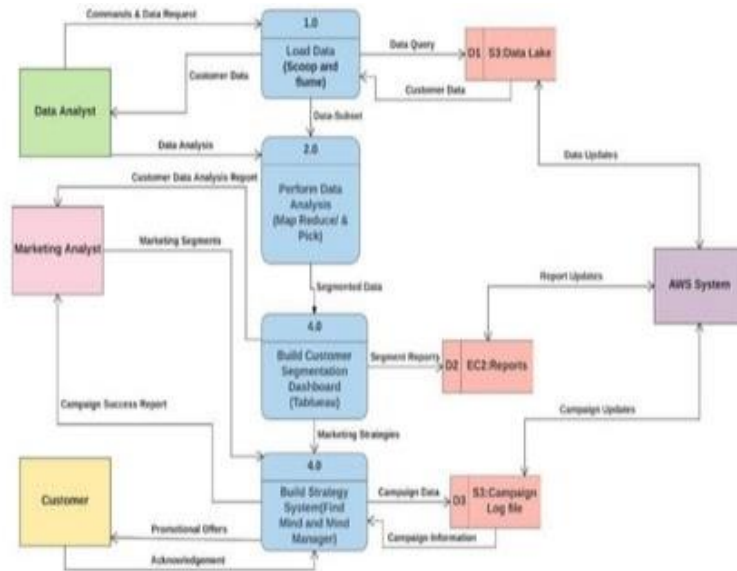 Commands & Data Request
1.0
Load Data
(Scoop and
flume)
Data Query
D1
S3:Data Lake
Customer Data
Customer Data
Data Analyst
Data Subset
Data Analysis
2.0
Perform Data
Analysis
(Map Reduce/ &
Pick)
Data Updates
Customer Data Analysis Report
Marketing Analyst
Marketing Segments
Segmented Data
Report Updates
AWS System
4.0
Build Customer
Segmentation
Dashboard
(Tablueau)
Segment Reports
D2
EC2:Reports
Campaign Success Report
Marketing Strategies
Campaign Updates
4.0
Build Strategy
System(Find
Mind and Mind
Manager)
Campaign Data
D3
S3:Campaign
Log file
Campaign Information
Customer
Promotional Offers
Acknowledgement